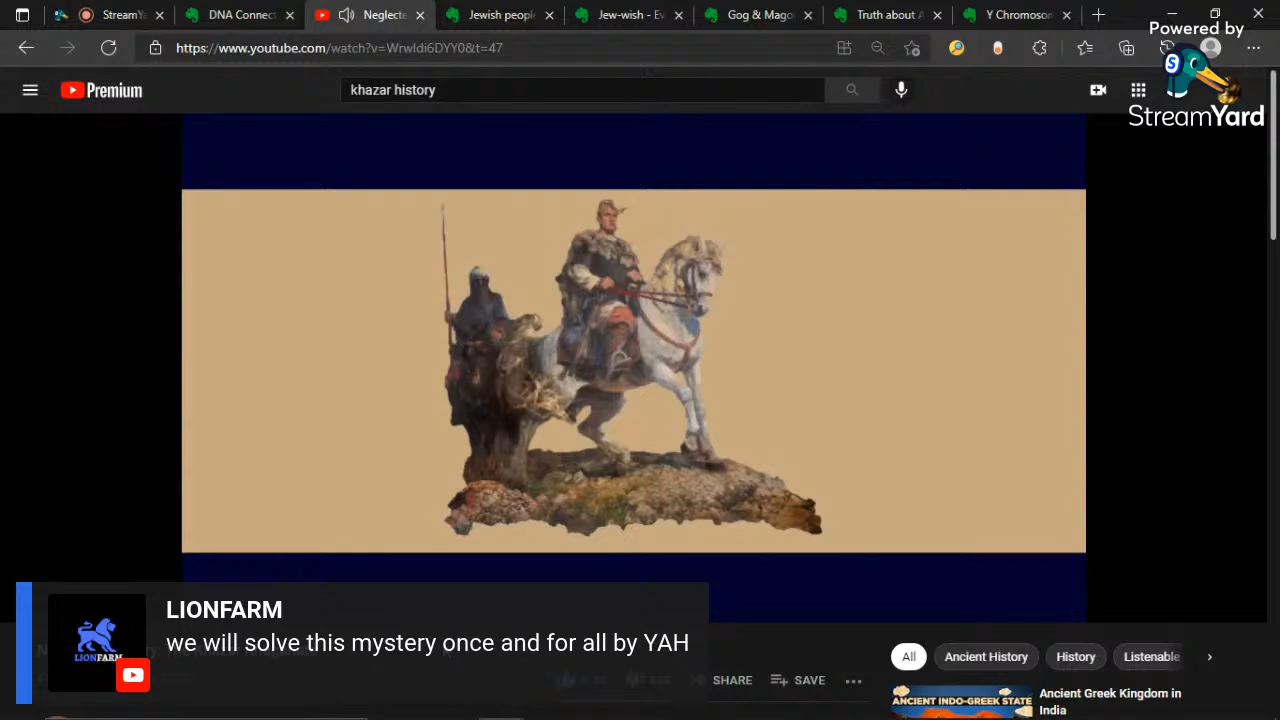 StreamYa
DNA Connect
Neglecte
Jewish peopl
Jew-wish - Ev
Gog & Mago
Truth about A
Y Chromoson
Powered by
https://www.youtube.com/watch?v=Wrwldi6DYY0&t=47
S
StreamYard
Premium
khazar history
LIONFARM
we will solve this mystery once and for all by YAH
LIONFARM
SHARE
SAVE
All
Ancient History
History
Listenable
ANCIENT INDO-GREEK STATE
Ancient Greek Kingdom in
India